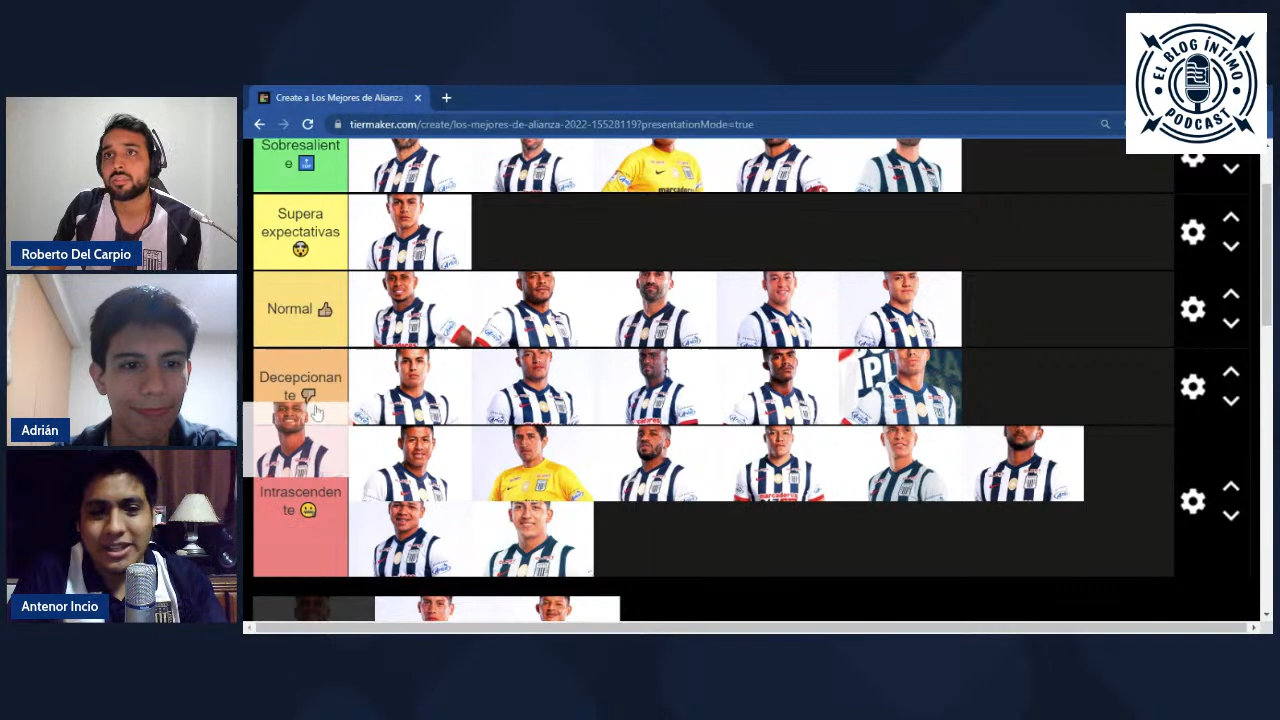 EL BLOG ÍNTIMO
PODCAST
Create a Los Mejores de Alianza
tiermaker.com/create/los-mejores-de-alianza-2022-15528119?presentationMode=true
Sobresalient
e
Supera
expectativas
Normal
Decepcionan
te
Intrascenden
te
Roberto Del Carpio
Adrián
Antenor Incio